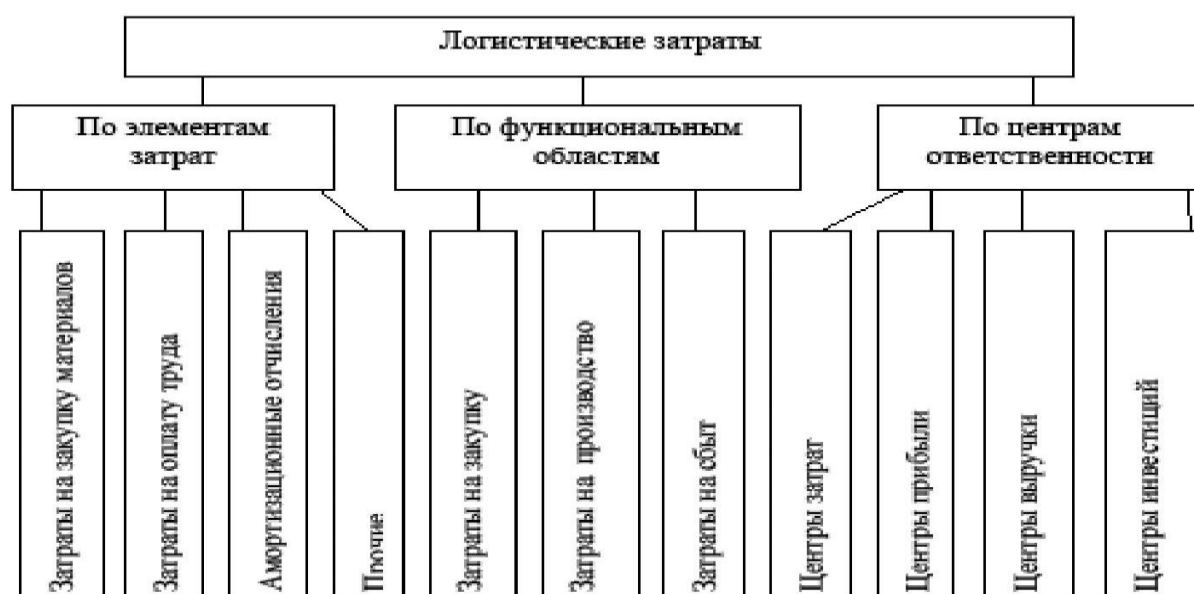 Логистические затраты
По элементам
затрат
По функциональным
областям
По центрам
ответственности
Затраты на закупку материалов
Затраты на оплату труда
Амортизационные отчисления
Прочие
Затраты на закупку
Затраты на производство
Затраты на сбыт
Центры затрат
Центры прибыли
Центры выручки
Центры инвестиций